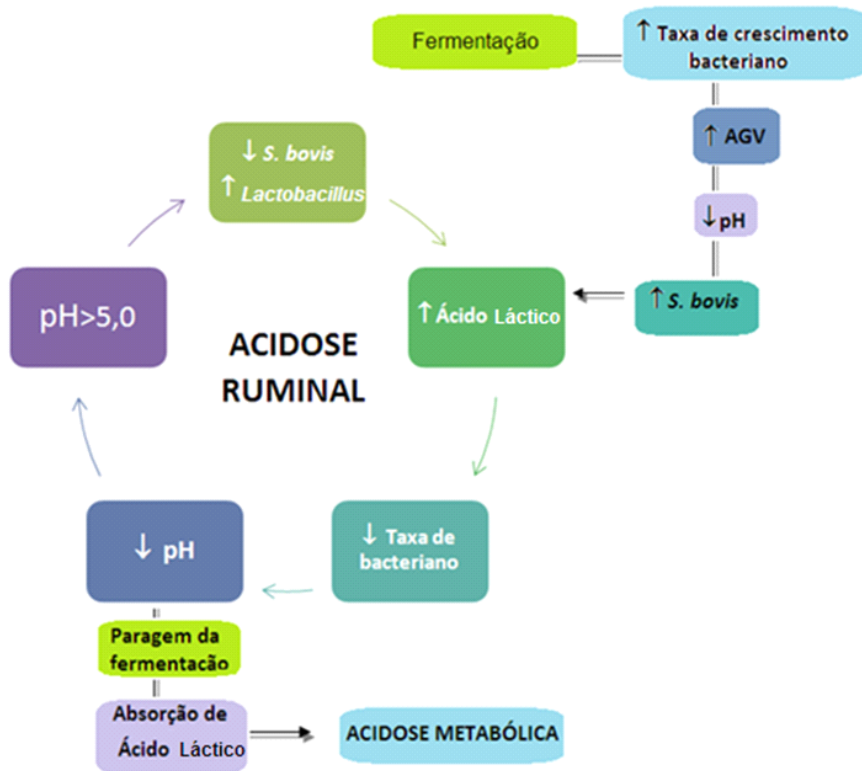 Fermentação
↑ Taxa de crescimento
bacteriano
↑ AGV
↓ pH
↑ S. bovis
↓ S. bovis
↑ Lactobacillus
pH>5,0
ACIDOSE
RUMINAL
↑ Ácido Láctico
↓ pH
↓ Taxa de
bacteriano
Paragem da
fermentacão
Absorção de
Ácido Láctico
ACIDOSE METABÓLICA